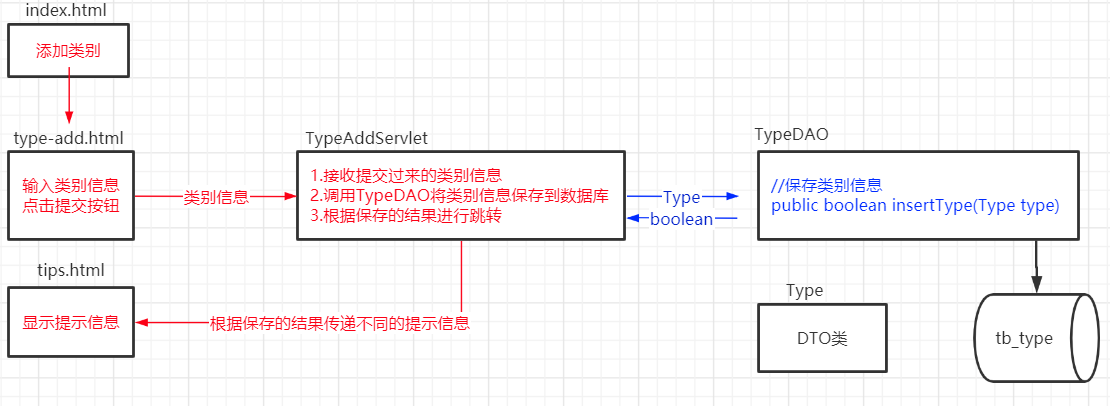 index.html
添加类别
type-add.html
输入类别信息
点击提交按钮
类别信息
TypeAddServlet
1.接收提交过来的类别信息
2.调用TypeDAO将类别信息保存到数据库
3.根据保存的结果进行跳转
Type
boolean
TypeDAO
//保存类别信息
public boolean insertType(Type type)
tips.html
显示提示信息
根据保存的结果传递不同的提示信息
Type
DTO类
tb_type